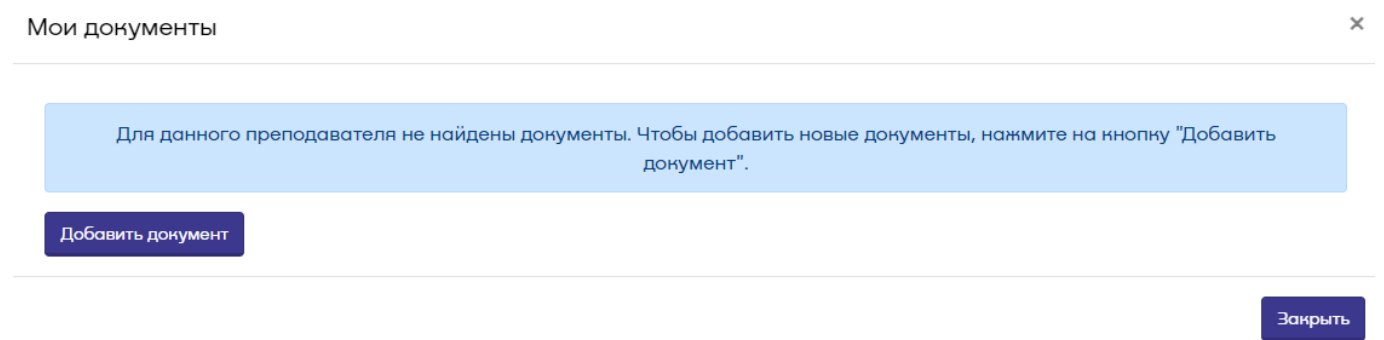 Мои документы
×
Для данного преподавателя не найдены документы. Чтобы добавить новые документы, нажмите на кнопку "Добавить
документ".
Добавить документ
Закрыть